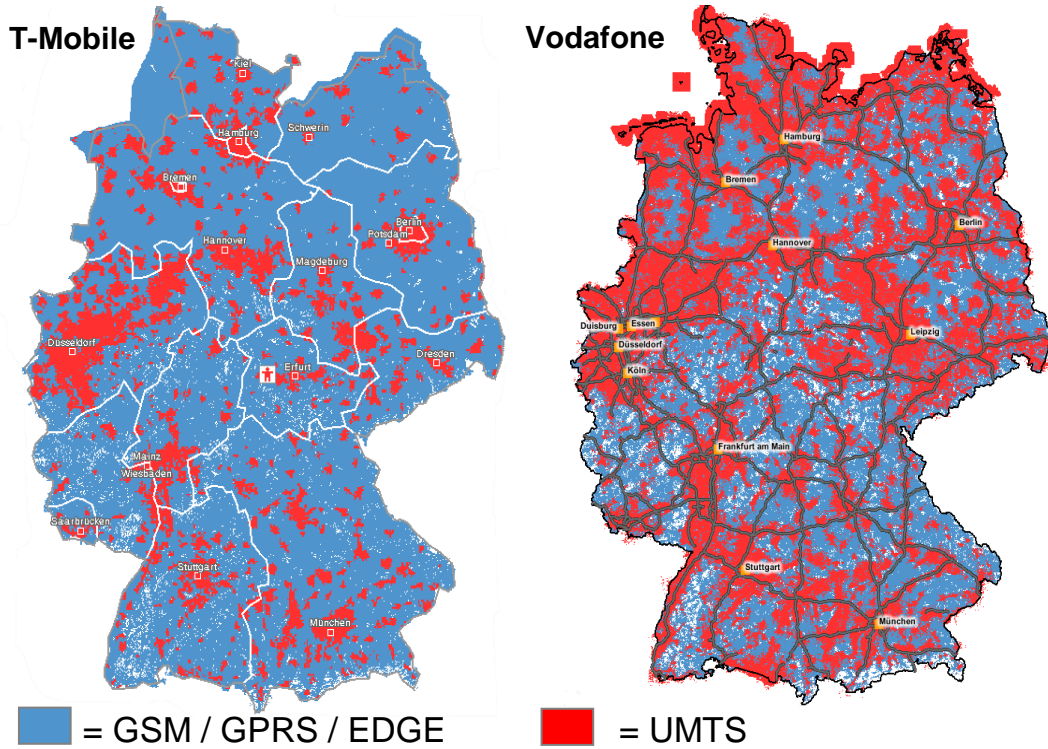 T-Mobile
Kiel
Hamburg
Schwerin
Bremen
Berlin
Potsdam
Hannover
Magdeburg
Düsseldorf
Dresden
Erfurt
Mainz
Wiesbaden
Saarbrücken
Stuttgart
München
Vodafone
Hamburg
Bremen
Berlin
Hannover
Duisburg
Essen
Leipzig
Düsseldorf
Köln
Frankfurt am Main
Stuttgart
München
= GSM / GPRS / EDGE
= UMTS